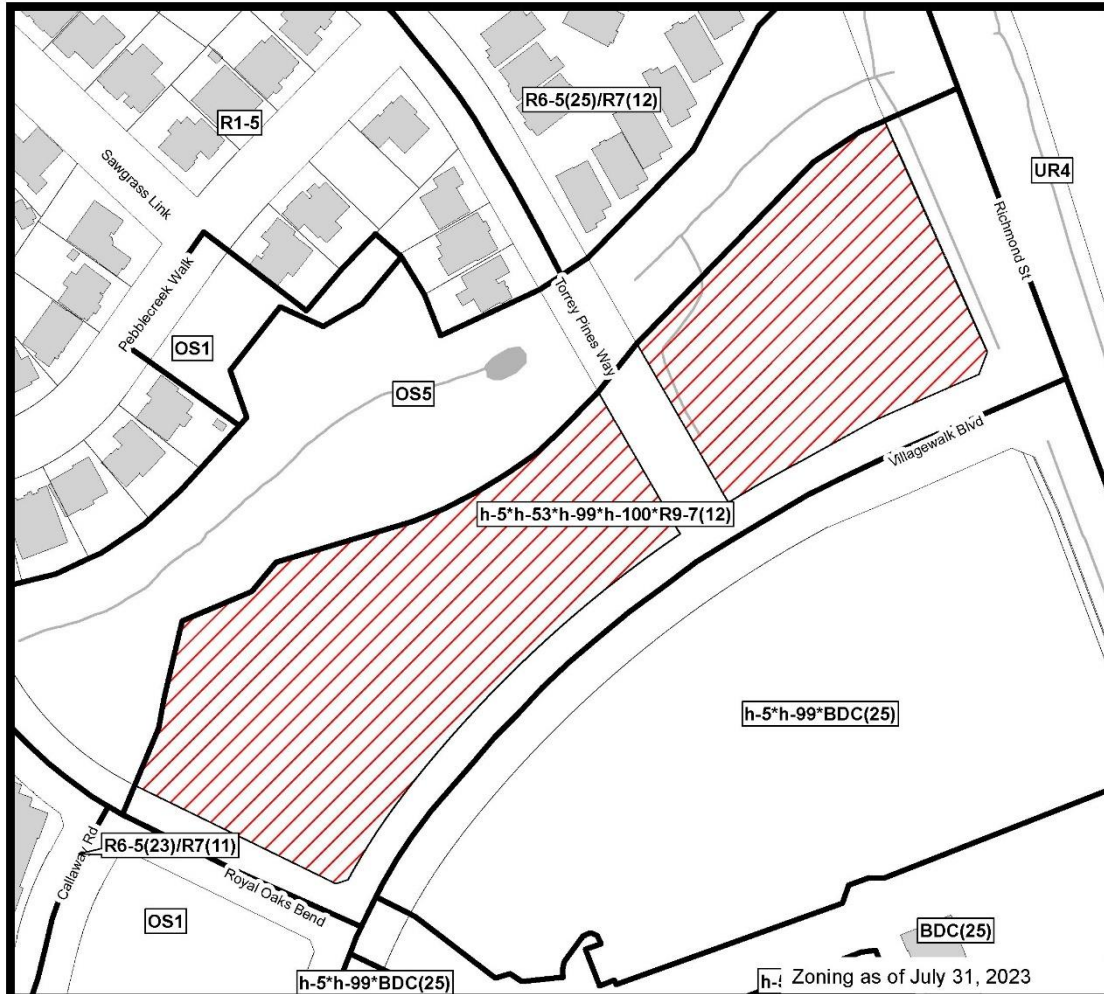 R6-5(25)/R7(12)
R1-5
Sawgrass Link
UR4
Richmond St
Pebblecreek Walk
Torrey Pines Way
OS1
OS5
Villagewalk Blvd
h-5*h-53*h-99*h-100*R9-7(12)
h-5*h-99*BDC(25)
R6-5(23)/R7(11)
Callaway Rd
Royal Oaks Bend
OS1
BDC(25)
h-5*h-99*BDC(25)
Zoning as of July 31, 2023